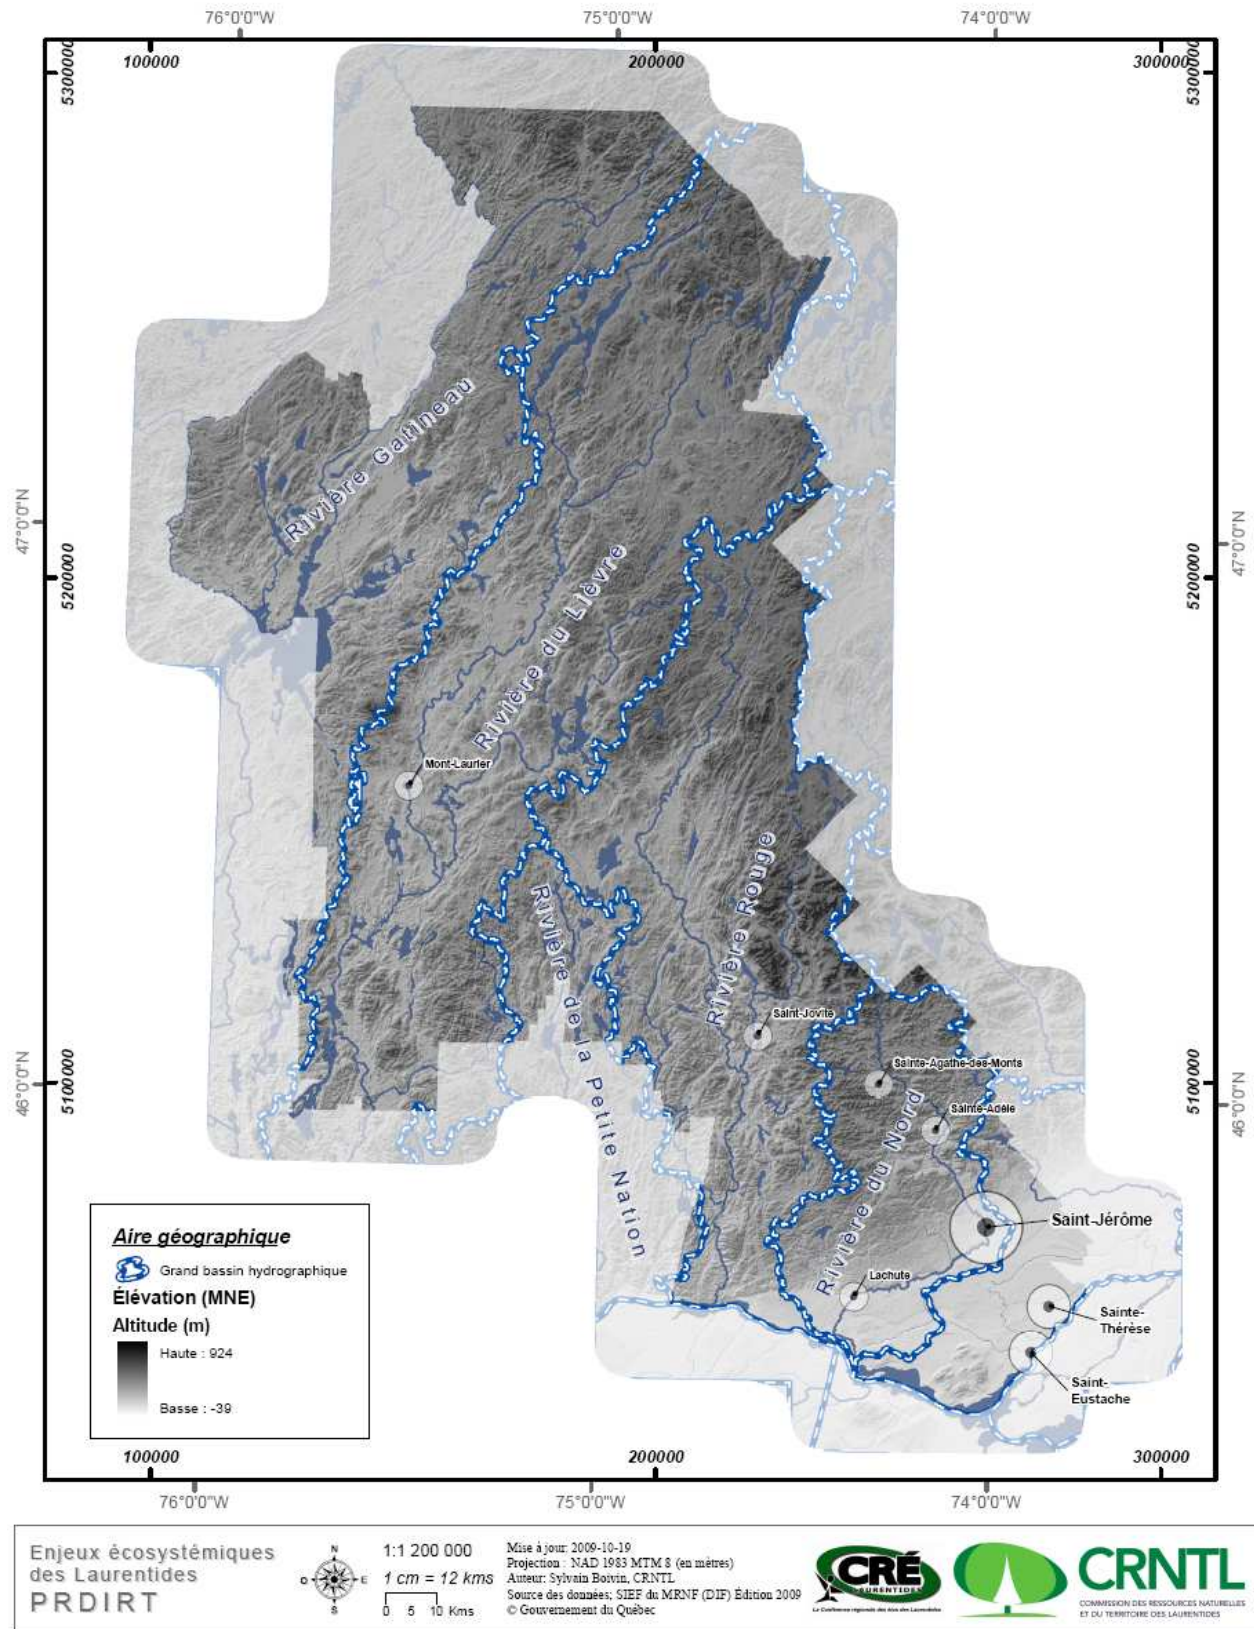 76°0'0"W 75°0'0"W 74°0'0"W
100000 200000 300000
5300000 5300000
Rivière Gatineau
47°0'0"N 47°0'0"N
5200000 5200000
Rivière du Lièvre
Mont-Laurier
Rivière Rouge
Rivière de la Petite Nation
Saint-Jovite
Sainte-Agathe-des-Monts
46°0'0"N 46°0'0"N
5100000 5100000
Sainte-Adèle
Rivière du Nord
Saint-Jérôme
Lachute
Sainte-
Thérèse
Saint-
Eustache
Aire géographique
Grand bassin hydrographique
Élévation (MNE)
Altitude (m)
Haute : 924
Basse : -39
100000 200000 300000
76°0'0"W 75°0'0"W 74°0'0"W
Enjeux écosystémiques
des Laurentides
PRDIRT
N
O E
S
1:1 200 000
1 cm = 12 kms
0 5 10 Kms
Mise à jour: 2009-10-19
Projection : NAD 1983 MTM 8 (en mètres)
Auteur: Sylvain Boivin, CRNTL
Source des données; SIEF du MRNF (DIF) Édition 2009
© Gouvernement du Québec
CRÉ
LAURENTIDES
La Conférence régionale des élus des Laurentides
CRNTL
COMMISSION DES RESSOURCES NATURELLES
ET DU TERRITOIRE DES LAURENTIDES